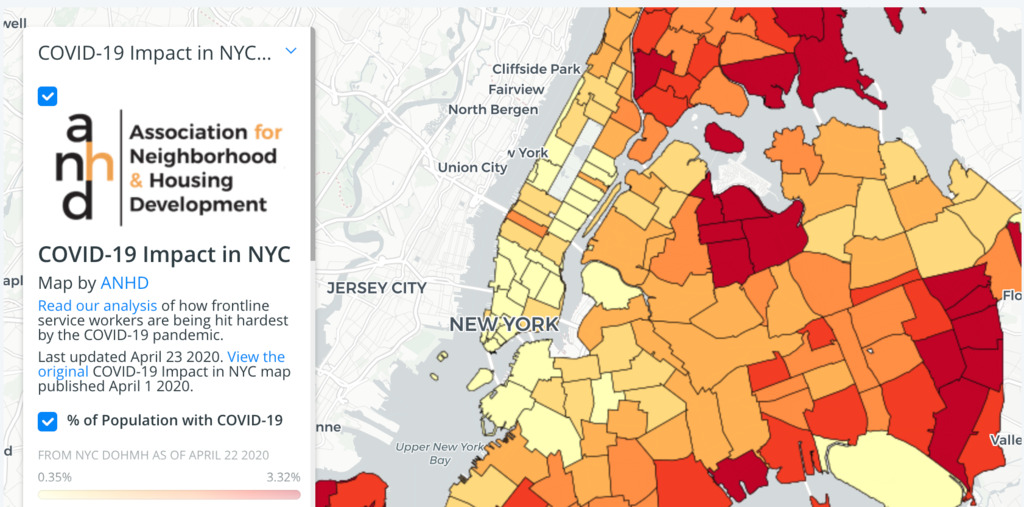 COVID-19 Impact in NYC...
anhd
Association for
Neighborhood
& Housing
Development
COVID-19 Impact in NYC
Map by ANHD
Read our analysis of how frontline
service workers are being hit hardest
by the COVID-19 pandemic.
Last updated April 23 2020. View the
original COVID-19 Impact in NYC map
published April 1 2020.
% of Population with COVID-19
FROM NYC DOHMH AS OF APRIL 22 2020
0.35% 3.32%
well
apl
d
nne
Cliffside Park
Fairview
North Bergen
w York
Union City
JERSEY CITY
NEW YORK
Upper New York
Bay
Flo
Valle